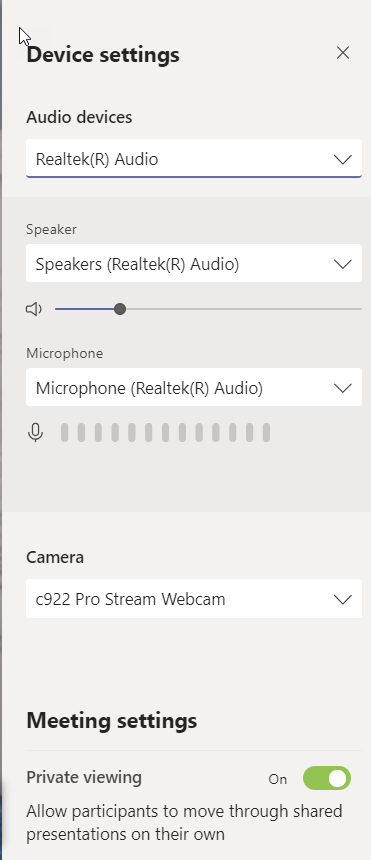 Device settings
Audio devices
Realtek(R) Audio
Speaker
Speakers (Realtek(R) Audio)
Microphone
Microphone (Realtek(R) Audio)
Camera
c922 Pro Stream Webcam
Meeting settings
Private viewing On
Allow participants to move through shared
presentations on their own